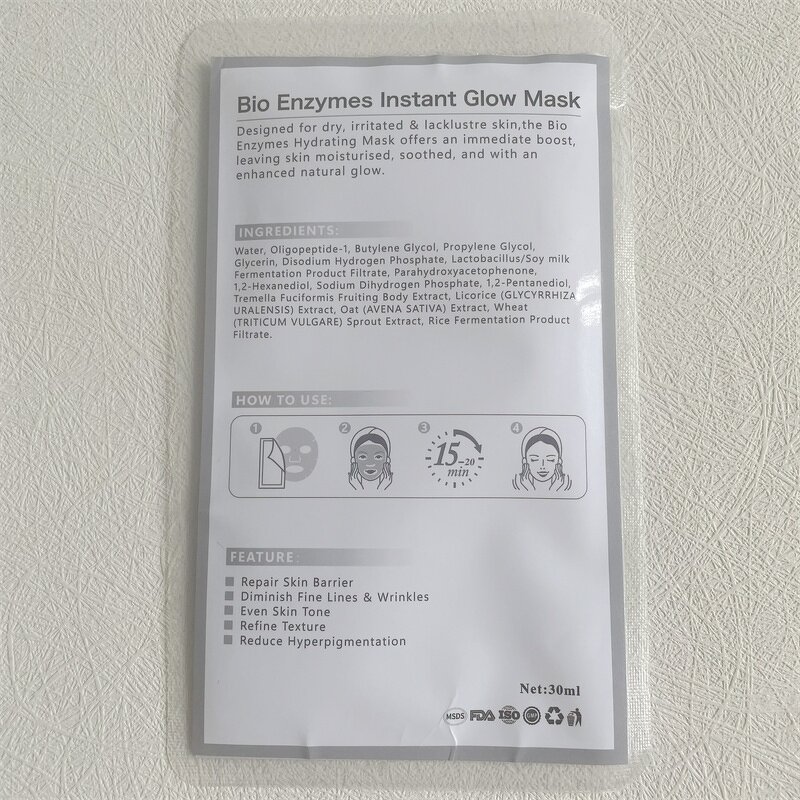 Bio Enzymes Instant Glow Mask
Designed for dry, irritated & lacklustre skin,the Bio
Enzymes Hydrating Mask offers an immediate boost,
leaving skin moisturised, soothed, and with an
enhanced natural glow.
INGREDIENTS:
Water, Oligopeptide-1, Butylene Glycol, Propylene Glycol,
Glycerin, Disodium Hydrogen Phosphate, Lactobacillus/Soy milk
Fermentation Product Filtrate, Parahydroxyacetophenone,
1,2-Hexanediol, Sodium Dihydrogen Phosphate, 1,2-Pentanediol,
Tremella Fuciformis Fruiting Body Extract, Licorice (GLYCYRRHIZA
URALENSIS) Extract, Oat (AVENA SATIVA) Extract, Wheat
(TRITICUM VULGARE) Sprout Extract, Rice Fermentation Product
Filtrate.
HOW TO USE:
1 2 3 4
15-20
min
FEATURE:
Repair Skin Barrier
Diminish Fine Lines & Wrinkles
Even Skin Tone
Refine Texture
Reduce Hyperpigmentation
Net:30ml
MSDS FDA ISO GMP